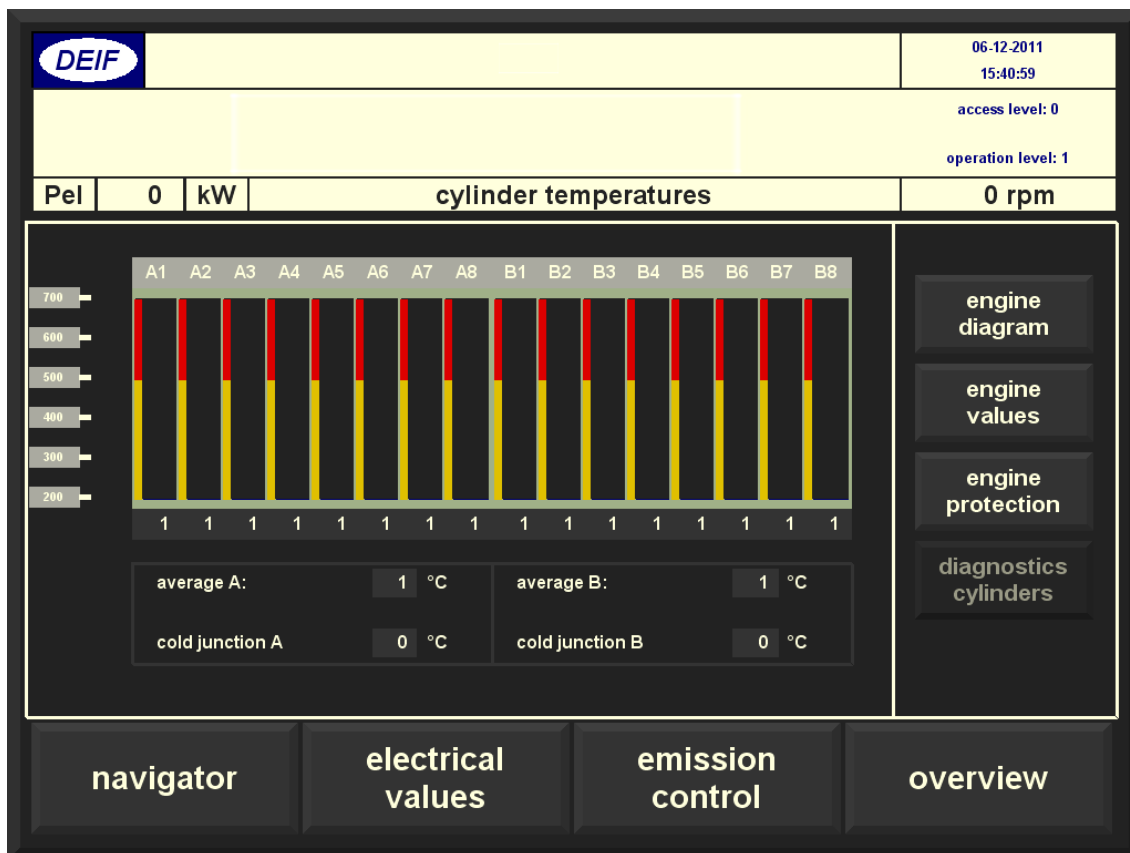 DEIF
06-12-2011
15:40:59
access level: 0
operation level: 1
Pel 0 kW cylinder temperatures 0 rpm
A1 A2 A3 A4 A5 A6 A7 A8 B1 B2 B3 B4 B5 B6 B7 B8
700
600
500
400
300
200
1 1 1 1 1 1 1 1 1 1 1 1 1 1 1 1
average A: 1 °C average B: 1 °C
cold junction A 0 °C cold junction B 0 °C
engine
diagram
engine
values
engine
protection
diagnostics
cylinders
navigator
electrical
values
emission
control
overview